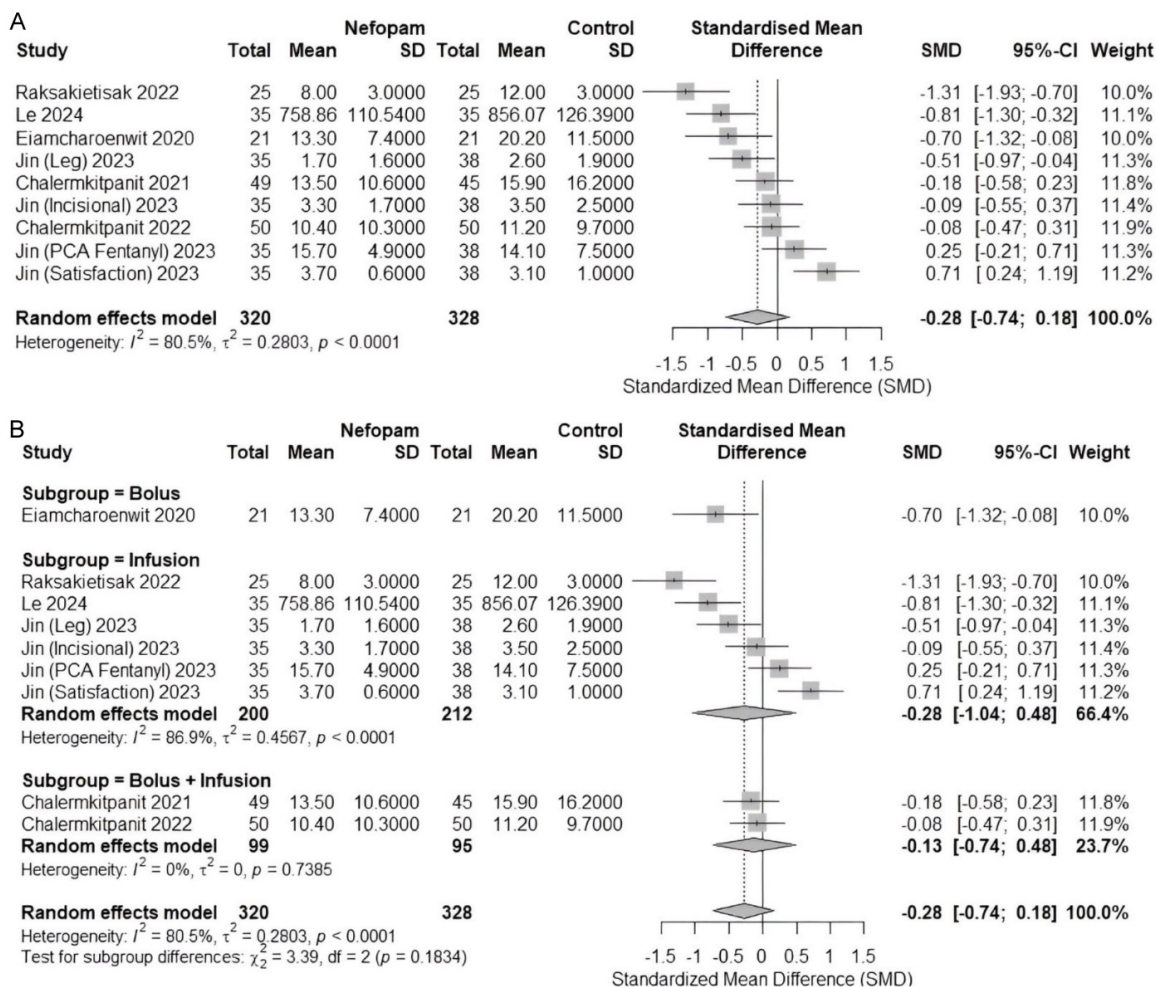 A
Nefopam Control Standardised Mean
Study Total Mean SD Total Mean SD Difference SMD 95%-CI Weight
Raksakietisak 2022 25 8.00 3.0000 25 12.00 3.0000 -1.31 [-1.93; -0.70] 10.0%
Le 2024 35 758.86 110.5400 35 856.07 126.3900 -0.81 [-1.30; -0.32] 11.1%
Eiamcharoenwit 2020 21 13.30 7.4000 21 20.20 11.5000 -0.70 [-1.32; -0.08] 10.0%
Jin (Leg) 2023 35 1.70 1.6000 38 2.60 1.9000 -0.51 [-0.97; -0.04] 11.3%
Chalermkitpanit 2021 49 13.50 10.6000 45 15.90 16.2000 -0.18 [-0.58; 0.23] 11.8%
Jin (Incisional) 2023 35 3.30 1.7000 38 3.50 2.5000 -0.09 [-0.55; 0.37] 11.4%
Chalermkitpanit 2022 50 10.40 10.3000 50 11.20 9.7000 -0.08 [-0.47; 0.31] 11.9%
Jin (PCA Fentanyl) 2023 35 15.70 4.9000 38 14.10 7.5000 0.25 [-0.21; 0.71] 11.3%
Jin (Satisfaction) 2023 35 3.70 0.6000 38 3.10 1.0000 0.71 [ 0.24; 1.19] 11.2%
Random effects model 320 328 -0.28 [-0.74; 0.18] 100.0%
Heterogeneity: I² = 80.5%, τ² = 0.2803, p < 0.0001
-1.5 -1 -0.5 0 0.5 1 1.5
Standardized Mean Difference (SMD)
B
Nefopam Control Standardised Mean
Study Total Mean SD Total Mean SD Difference SMD 95%-CI Weight
Subgroup = Bolus
Eiamcharoenwit 2020 21 13.30 7.4000 21 20.20 11.5000 -0.70 [-1.32; -0.08] 10.0%
Subgroup = Infusion
Raksakietisak 2022 25 8.00 3.0000 25 12.00 3.0000 -1.31 [-1.93; -0.70] 10.0%
Le 2024 35 758.86 110.5400 35 856.07 126.3900 -0.81 [-1.30; -0.32] 11.1%
Jin (Leg) 2023 35 1.70 1.6000 38 2.60 1.9000 -0.51 [-0.97; -0.04] 11.3%
Jin (Incisional) 2023 35 3.30 1.7000 38 3.50 2.5000 -0.09 [-0.55; 0.37] 11.4%
Jin (PCA Fentanyl) 2023 35 15.70 4.9000 38 14.10 7.5000 0.25 [-0.21; 0.71] 11.3%
Jin (Satisfaction) 2023 35 3.70 0.6000 38 3.10 1.0000 0.71 [ 0.24; 1.19] 11.2%
Random effects model 200 212 -0.28 [-1.04; 0.48] 66.4%
Heterogeneity: I² = 86.9%, τ² = 0.4567, p < 0.0001
Subgroup = Bolus + Infusion
Chalermkitpanit 2021 49 13.50 10.6000 45 15.90 16.2000 -0.18 [-0.58; 0.23] 11.8%
Chalermkitpanit 2022 50 10.40 10.3000 50 11.20 9.7000 -0.08 [-0.47; 0.31] 11.9%
Random effects model 99 95 -0.13 [-0.74; 0.48] 23.7%
Heterogeneity: I² = 0%, τ² = 0, p = 0.7385
Random effects model 320 328 -0.28 [-0.74; 0.18] 100.0%
Heterogeneity: I² = 80.5%, τ² = 0.2803, p < 0.0001
Test for subgroup differences: χ²₂ = 3.39, df = 2 (p = 0.1834)
-1.5 -1 -0.5 0 0.5 1 1.5
Standardized Mean Difference (SMD)